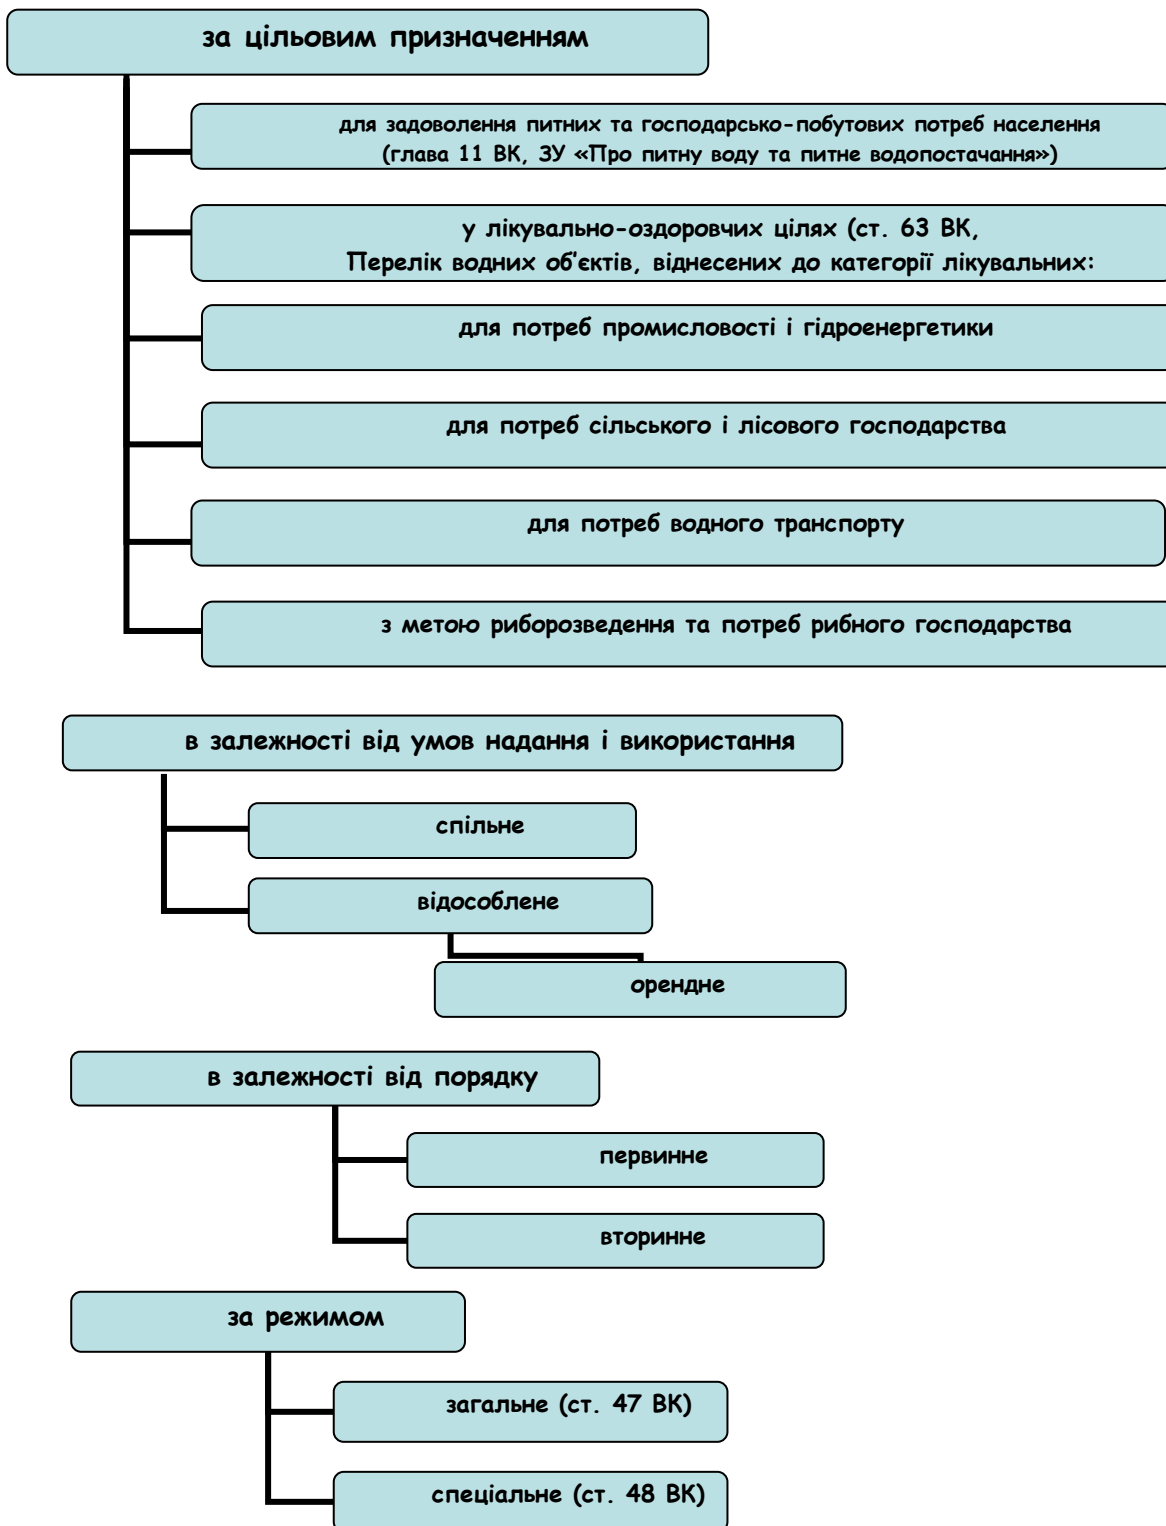 за цільовим призначенням
для задоволення питних та господарсько-побутових потреб населення
(глава 11 ВК, ЗУ «Про питну воду та питне водопостачання»)
у лікувально-оздоровчих цілях (ст. 63 ВК,
Перелік водних об'єктів, віднесених до категорії лікувальних:
для потреб промисловості і гідроенергетики
для потреб сільського і лісового господарства
для потреб водного транспорту
з метою риборозведення та потреб рибного господарства
в залежності від умов надання і використання
спільне
відособлене
орендне
в залежності від порядку
первинне
вторинне
за режимом
загальне (ст. 47 ВК)
спеціальне (ст. 48 ВК)